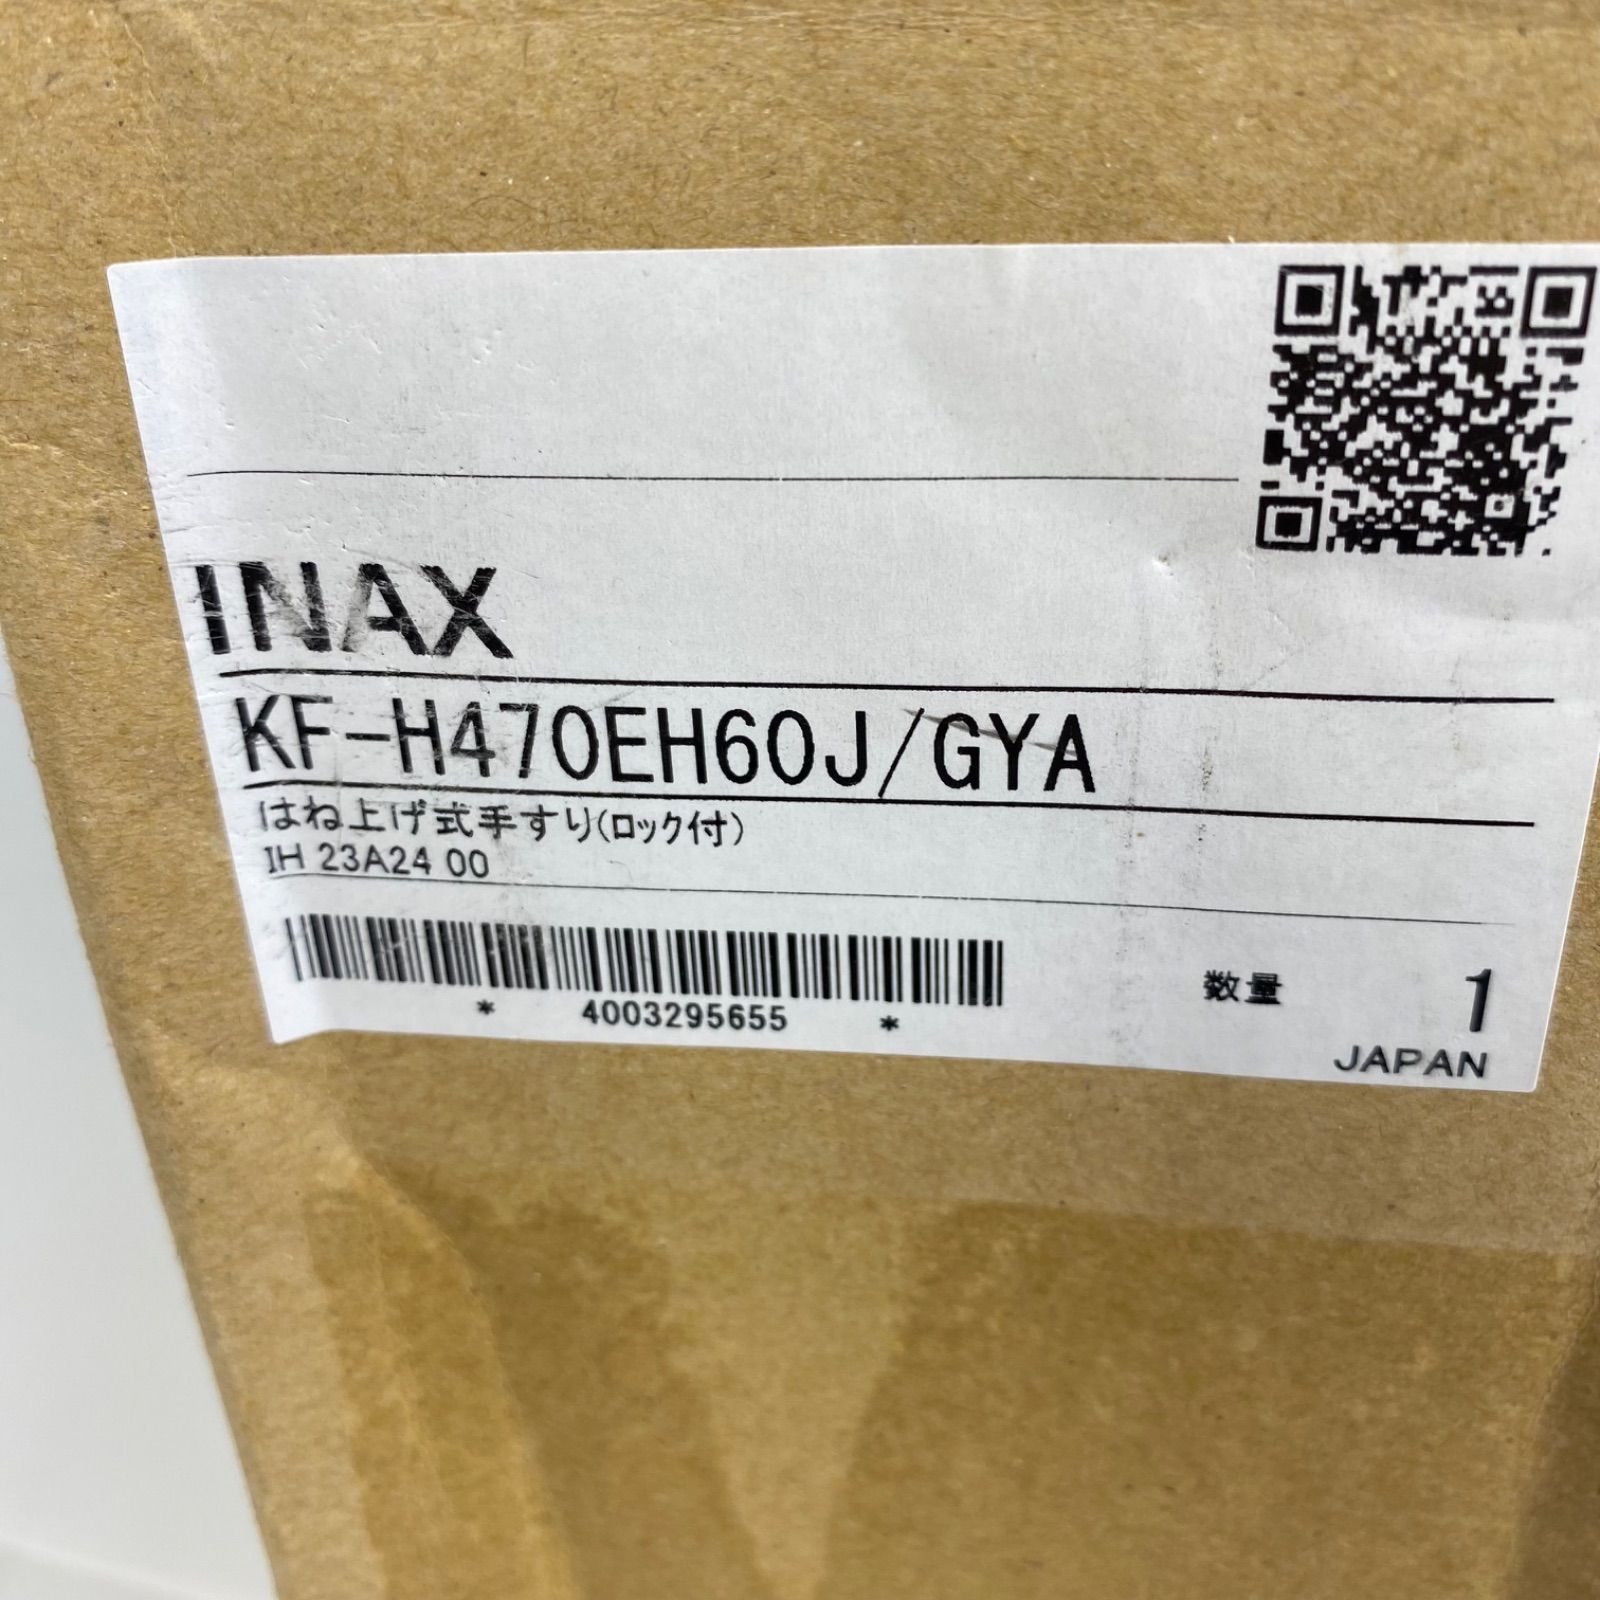 INAX
KF-H470EH60J/GYA
はね上げ式手すり(ロック付)
IH 23A24 00
* 4003295655 *
数量 1
JAPAN